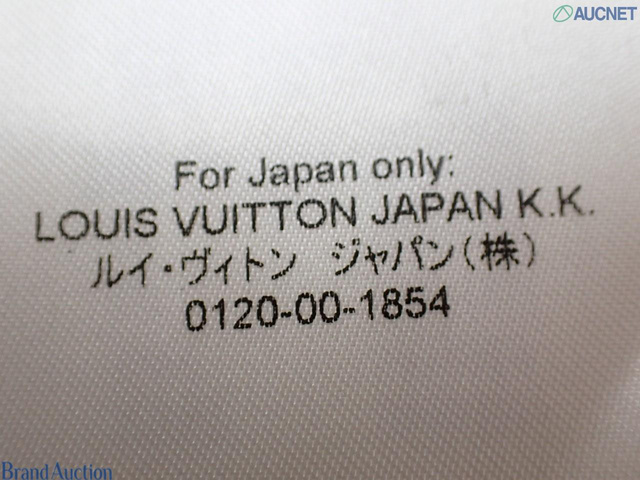 AUCNET
For Japan only:
LOUIS VUITTON JAPAN K.K.
ルイ・ヴィトン　ジャパン(株)
0120-00-1854
Brand Auction